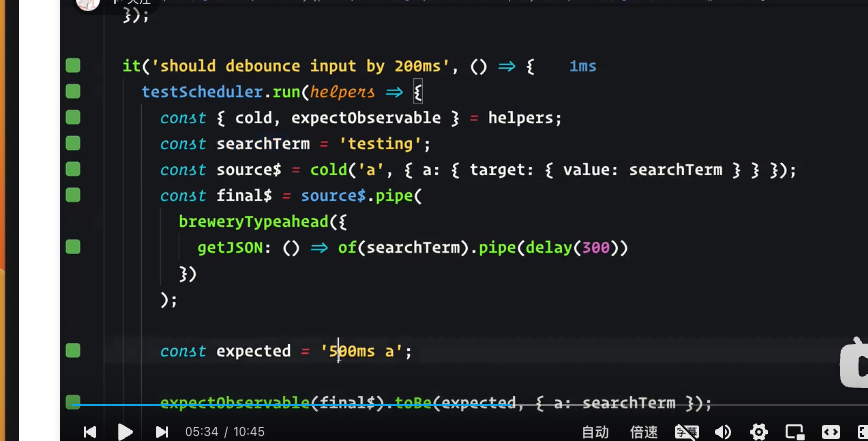 });
it('should debounce input by 200ms', () => { 1ms
testScheduler.run(helpers => {
const { cold, expectObservable } = helpers;
const searchTerm = 'testing';
const source$ = cold('a', { a: { target: { value: searchTerm } } });
const final$ = source$.pipe(
breweryTypeahead({
getJSON: () => of(searchTerm).pipe(delay(300))
})
);
const expected = '500ms a';
expectObservable(final$).toBe(expected, { a: searchTerm });
05:34 / 10:45 自动 倍速 字幕